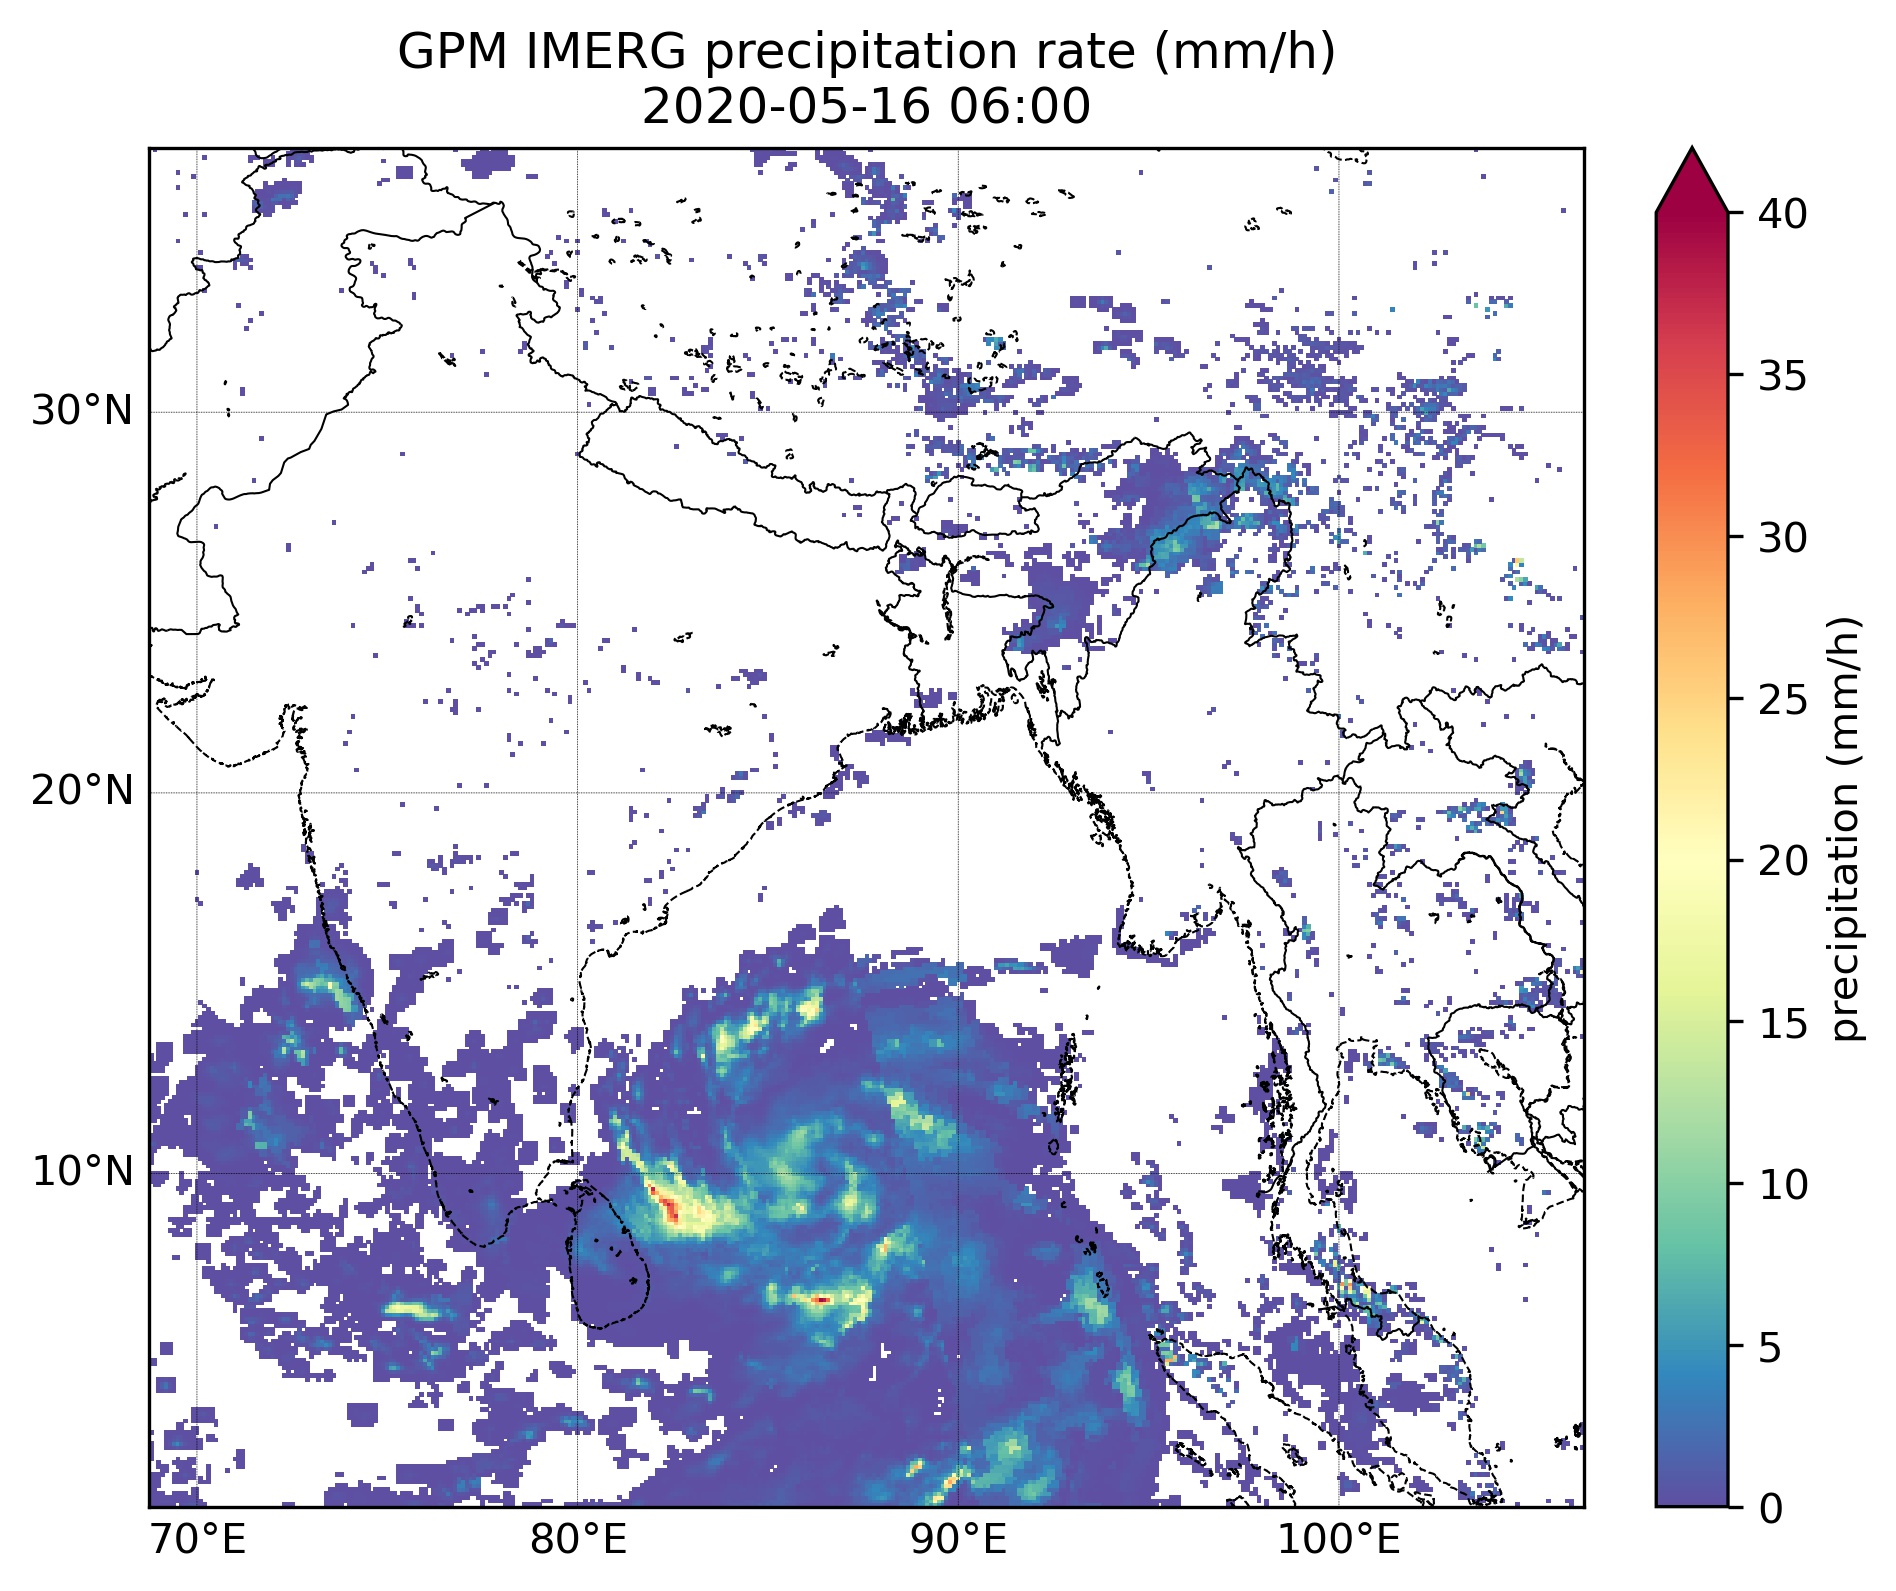 GPM IMERG precipitation rate (mm/h)
2020-05-16 06:00
30°N
20°N
10°N
70°E
80°E
90°E
100°E
40
35
30
25
20
15
10
5
0
precipitation (mm/h)